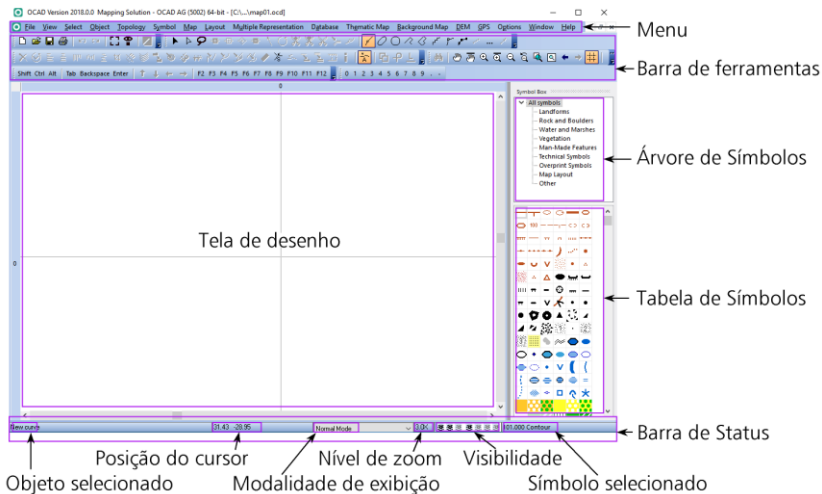 OCAD Version 2018.0.0 Mapping Solution - OCAD AG (5002) 64-bit - [C:\...\map01.ocd]
File View Select Object Topology Symbol Map Layout Multiple Representation Database Thematic Map Background Map DEM GPS Options Window Help
Menu
Barra de ferramentas
Shift Ctrl Alt Tab Backspace Enter F2 F3 F4 F5 F6 F7 F8 F9 F10 F11 F12 0 1 2 3 4 5 6 7 8 9 . -
0
Symbol Box
All symbols
Landforms
Rock and Boulders
Water and Marshes
Vegetation
Man-Made Features
Technical Symbols
Overprint Symbols
Map Layout
Other
Árvore de Símbolos
Tela de desenho
0
Tabela de Símbolos
New curve
31.43 -28.95
Normal Mode
101.000 Contour
Barra de Status
Posição do cursor
Nível de zoom
Visibilidade
Objeto selecionado
Modalidade de exibição
Símbolo selecionado